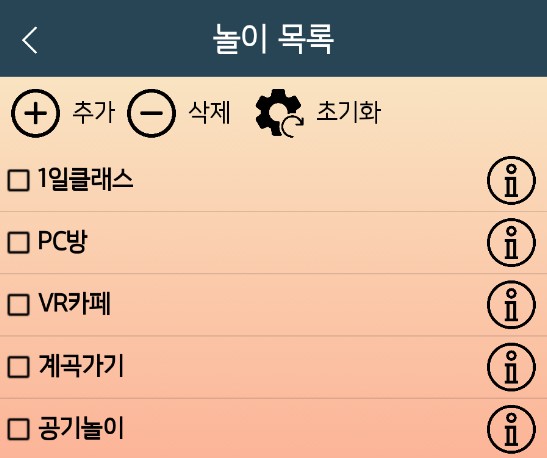 놀이 목록
추가 삭제 초기화
1일클래스
PC방
VR카페
계곡가기
공기놀이